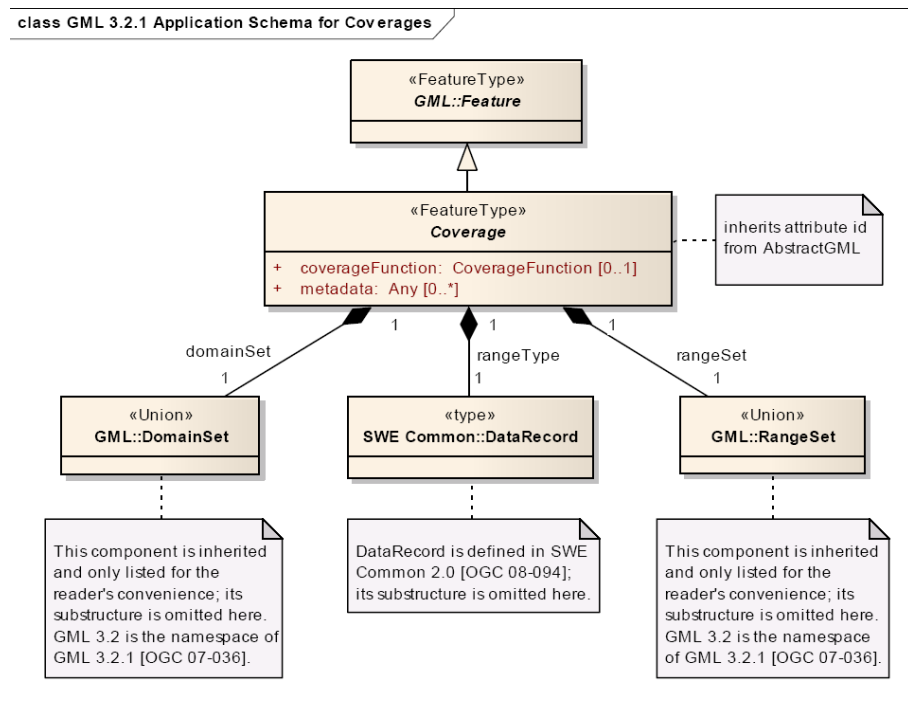 class GML 3.2.1 Application Schema for Coverages
«FeatureType»
GML::Feature
«FeatureType»
Coverage
+ coverageFunction: CoverageFunction [0..1]
+ metadata: Any [0..*]
inherits attribute id
from AbstractGML
1
1
1
domainSet
rangeType
rangeSet
1
1
1
«Union»
GML::DomainSet
«type»
SWE Common::DataRecord
«Union»
GML::RangeSet
This component is inherited
and only listed for the
reader's convenience; its
substructure is omitted here.
GML 3.2 is the namespace of
GML 3.2.1 [OGC 07-036].
DataRecord is defined in SWE
Common 2.0 [OGC 08-094];
its substructure is omitted here.
This component is inherited
and only listed for the
reader's convenience; its
substructure is omitted here.
GML 3.2 is the namespace
of GML 3.2.1 [OGC 07-036].